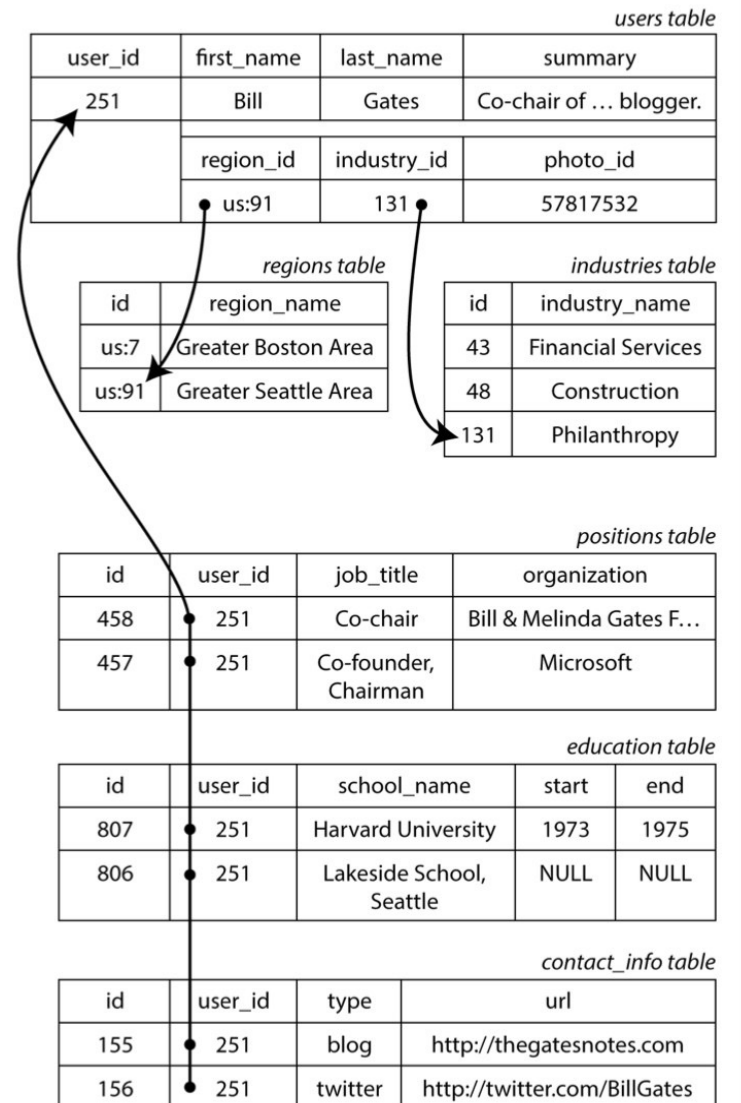 users table
user_id first_name last_name summary
251 Bill Gates Co-chair of … blogger.
region_id industry_id photo_id
us:91 131 57817532
regions table
id region_name
us:7 Greater Boston Area
us:91 Greater Seattle Area
industries table
id industry_name
43 Financial Services
48 Construction
131 Philanthropy
positions table
id user_id job_title organization
458 251 Co-chair Bill & Melinda Gates F…
457 251 Co-founder, Microsoft
Chairman
education table
id user_id school_name start end
807 251 Harvard University 1973 1975
806 251 Lakeside School, NULL NULL
Seattle
contact_info table
id user_id type url
155 251 blog http://thegatesnotes.com
156 251 twitter http://twitter.com/BillGates